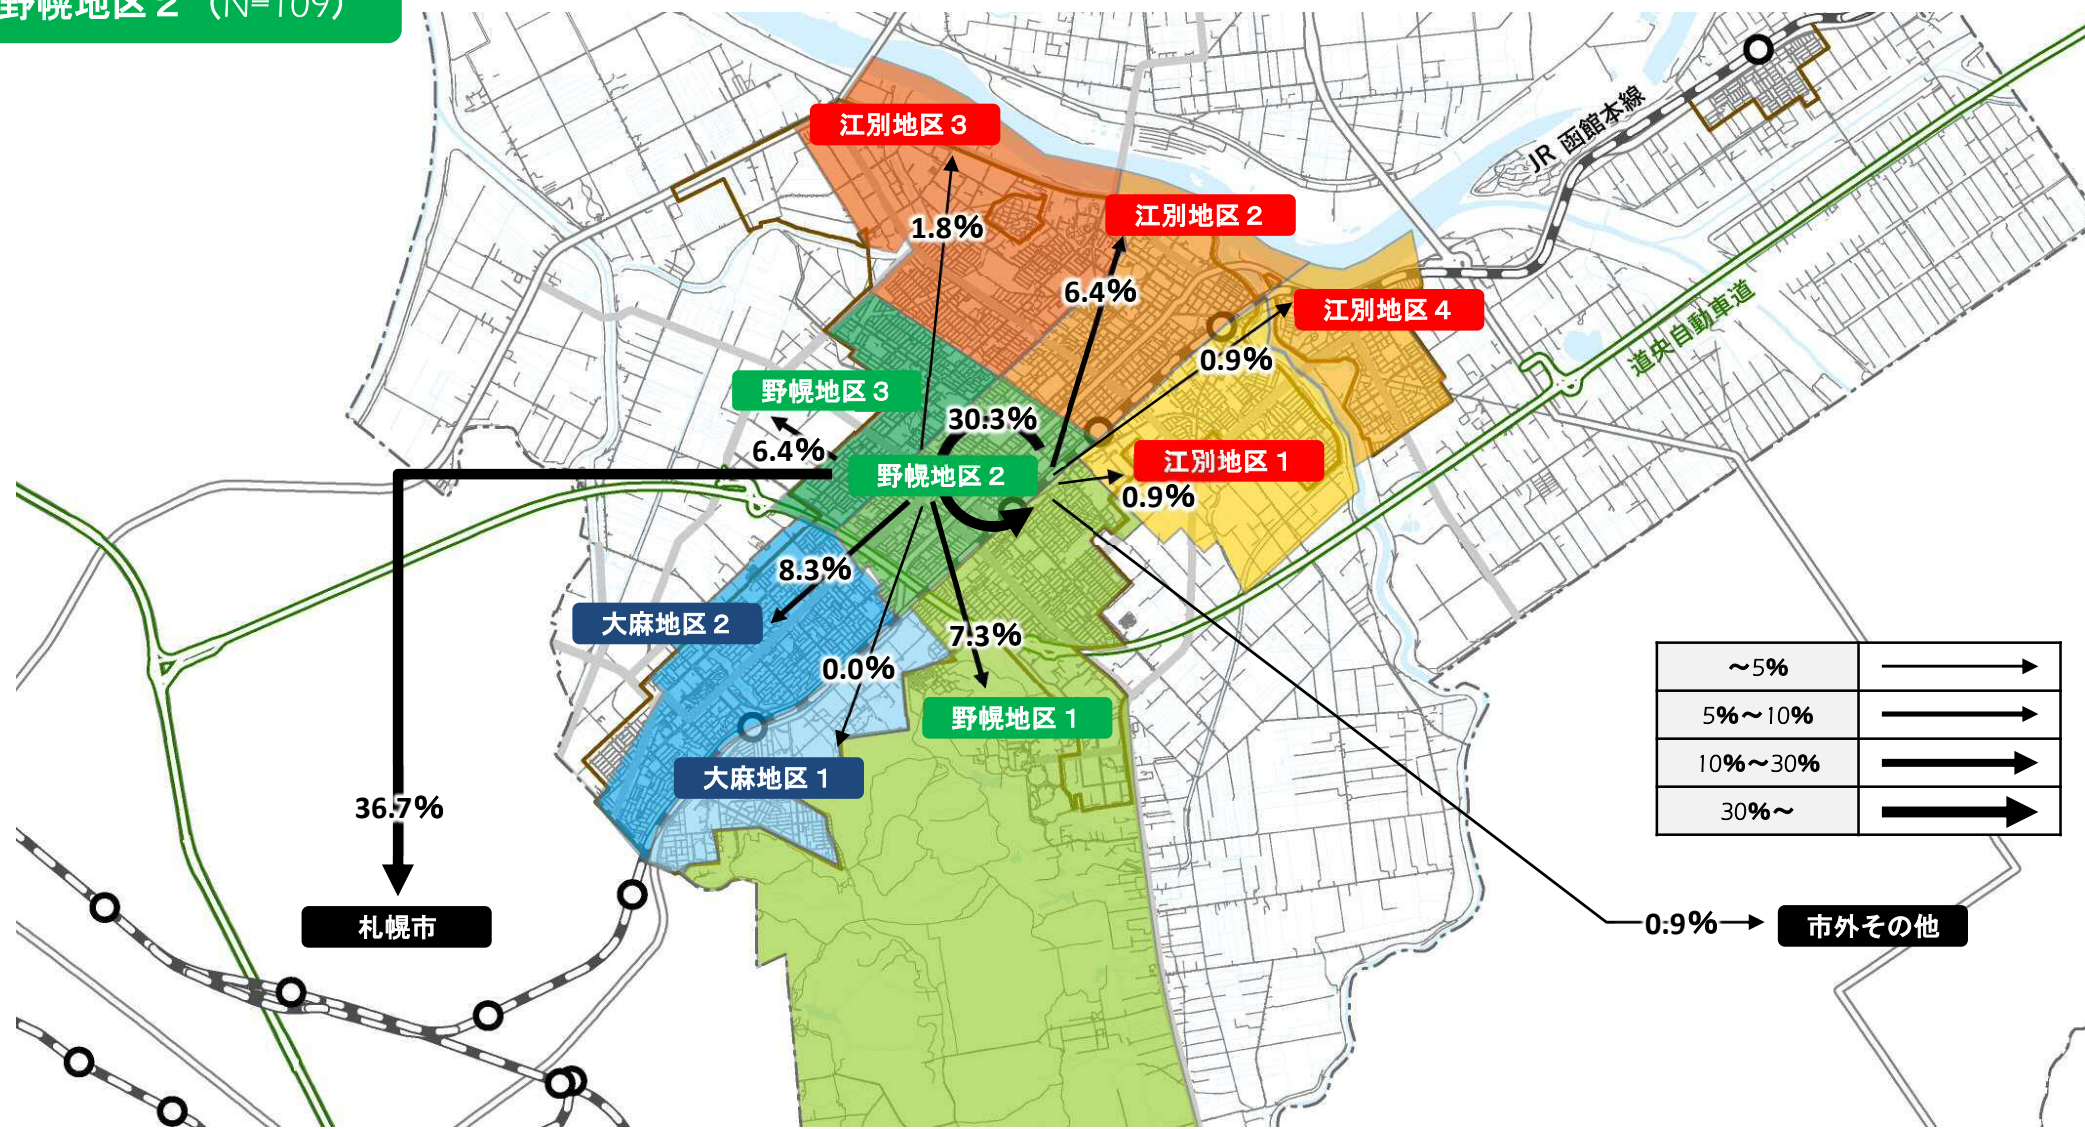 野幌地区２（N=109）
江別地区３
江別地区２
1.8%
6.4%
江別地区４
0.9%
JR 函館本線
道央自動車道
野幌地区３
30.3%
6.4%
野幌地区２
江別地区１
0.9%
8.3%
大麻地区２
7.3%
0.0%
野幌地区１
大麻地区１
36.7%
札幌市
0.9%
市外その他
～5%
5%～10%
10%～30%
30%～